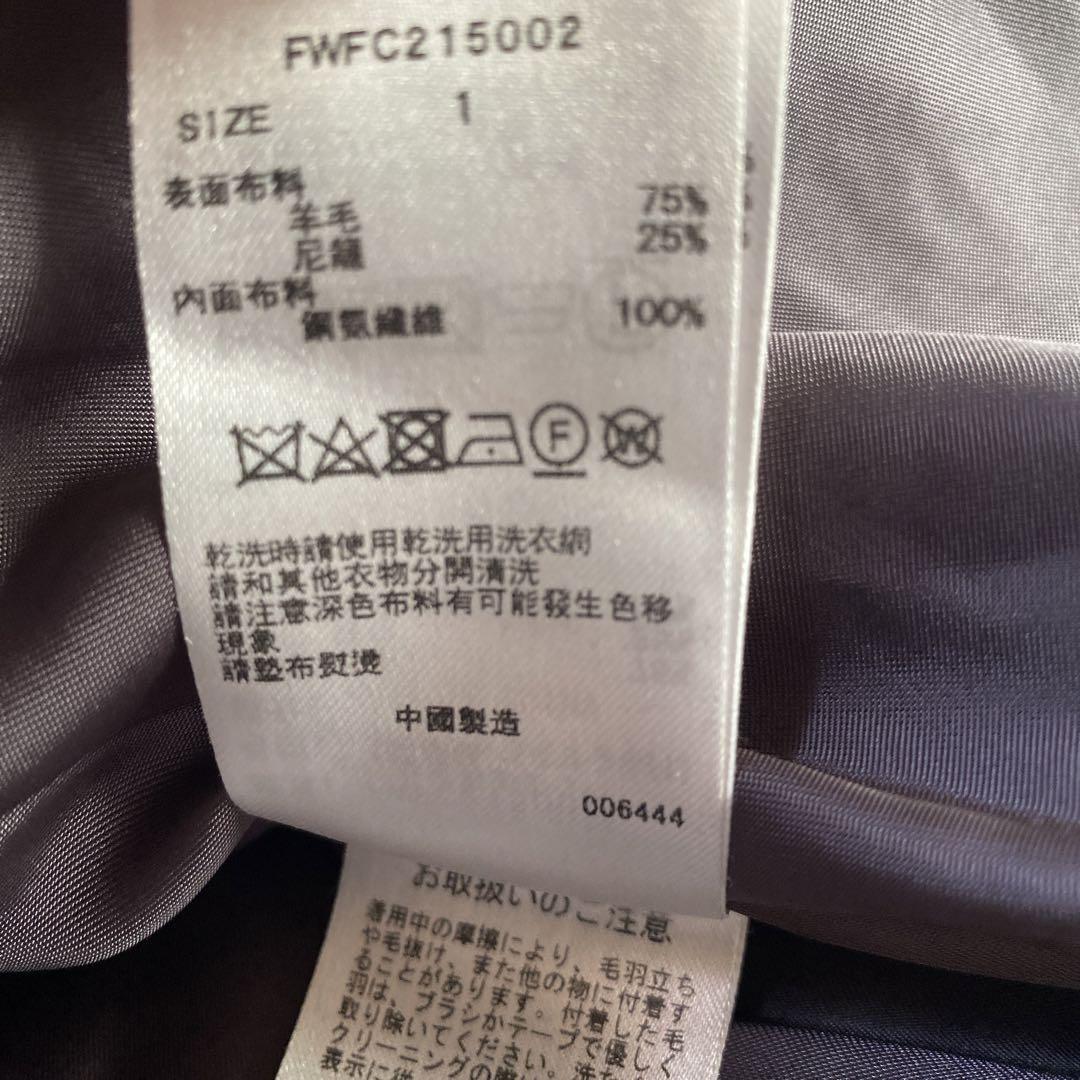 FWFC215002
SIZE 1
表面布料
羊毛 75%
尼龍 25%
內面布料
銅氨纖維 100%
F W
乾洗時請使用乾洗用洗衣網
請和其他衣物分開清洗
請注意深色布料有可能發生色移
現象
請墊布熨燙
中國製造
006444
お取扱いのご注意
着用中の摩擦により、毛羽立ち
や毛抜け、また他の物に付着す
ることがあります。付着した毛
羽は、ブラシかテープで優しく
取り除いてください。洗
クリーニングの際
表示に従